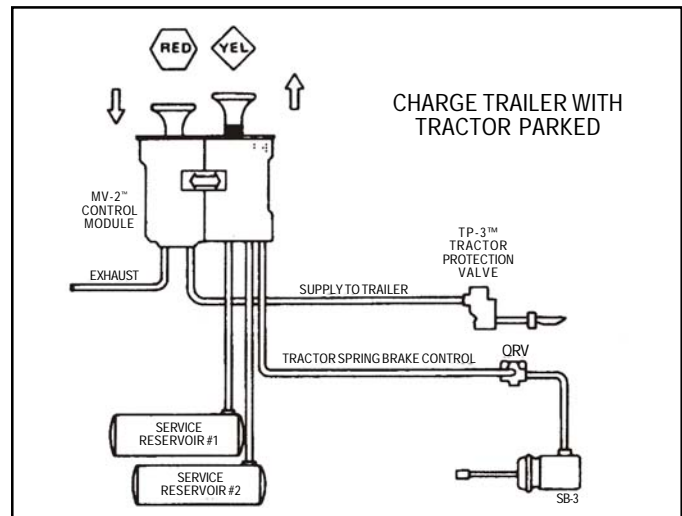 RED
YEL
CHARGE TRAILER WITH
TRACTOR PARKED
MV-2™
CONTROL
MODULE
TP-3™
TRACTOR
PROTECTION
VALVE
EXHAUST
SUPPLY TO TRAILER
TRACTOR SPRING BRAKE CONTROL
QRV
SERVICE
RESERVOIR #1
SERVICE
RESERVOIR #2
SB-3